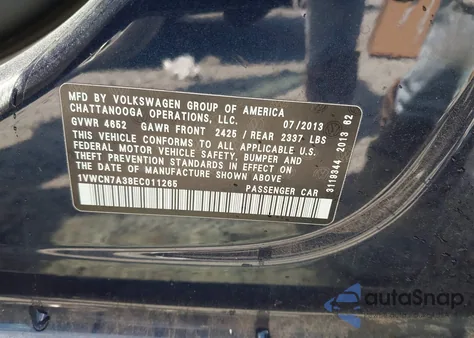 MFD BY VOLKSWAGEN GROUP OF AMERICA
CHATTANOOGA OPERATIONS, LLC. 07/2013
GVWR 4652 GAWR FRONT 2425 / REAR 2337 LBS
THIS VEHICLE CONFORMS TO ALL APPLICABLE U.S.
FEDERAL MOTOR VEHICLE SAFETY, BUMPER AND
THEFT PREVENTION STANDARDS IN EFFECT ON
THE DATE OF MANUFACTURE SHOWN ABOVE
1VWCN7A38EC011265 PASSENGER CAR
3119344 2013 62
autoSnap